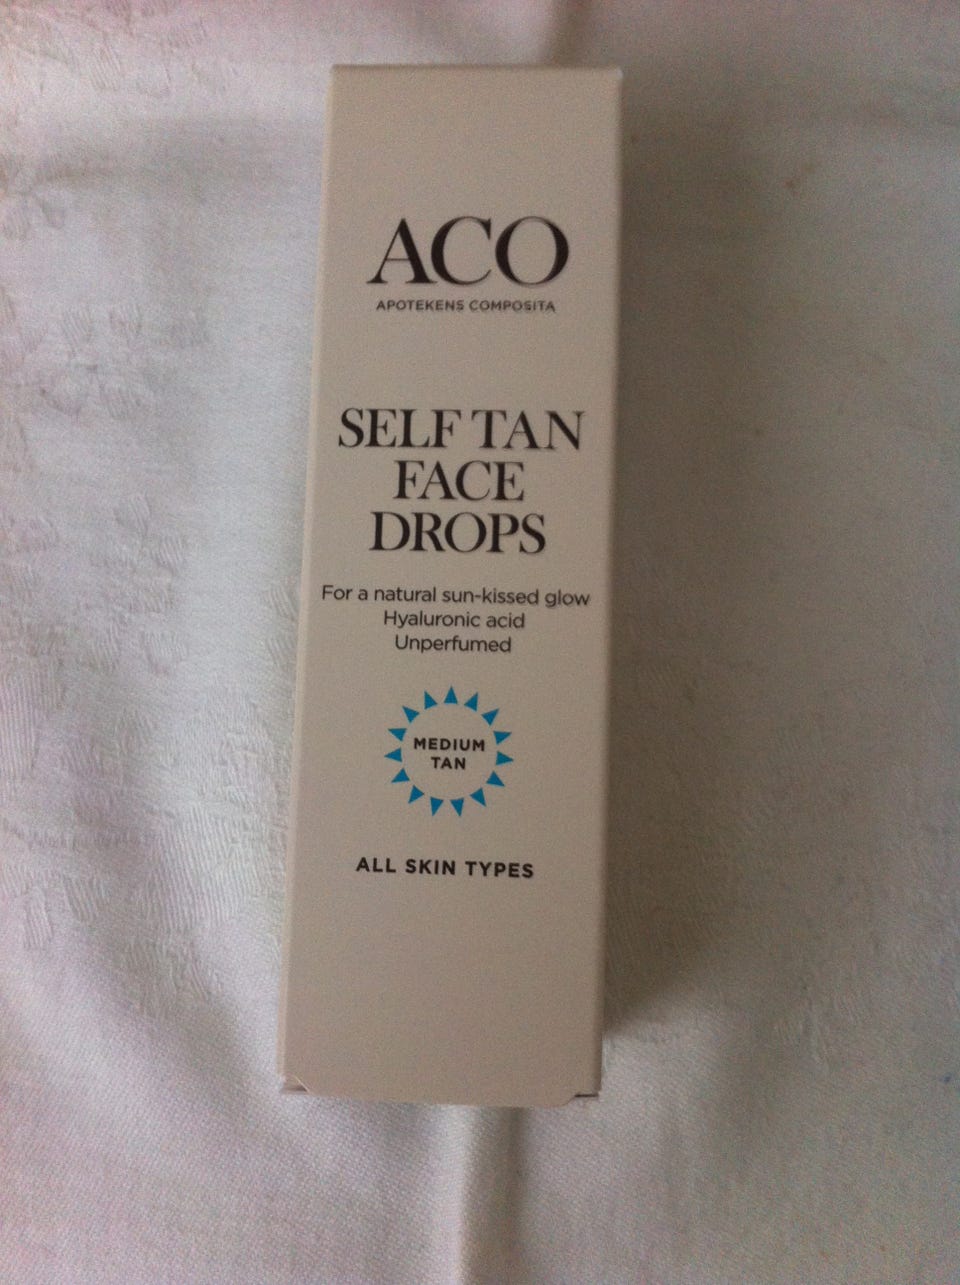 ACO
APOTEKENS COMPOSITA
SELF TAN
FACE
DROPS
For a natural sun-kissed glow
Hyaluronic acid
Unperfumed
MEDIUM
TAN
ALL SKIN TYPES